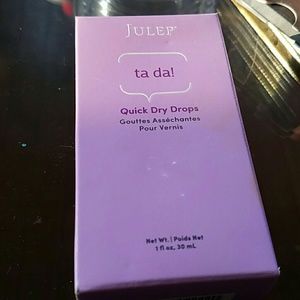 JULEP
ta da!
Quick Dry Drops
Gouttes Asséchantes
Pour Vernis
Net Wt. | Poids Net
1 fl oz, 30 mL